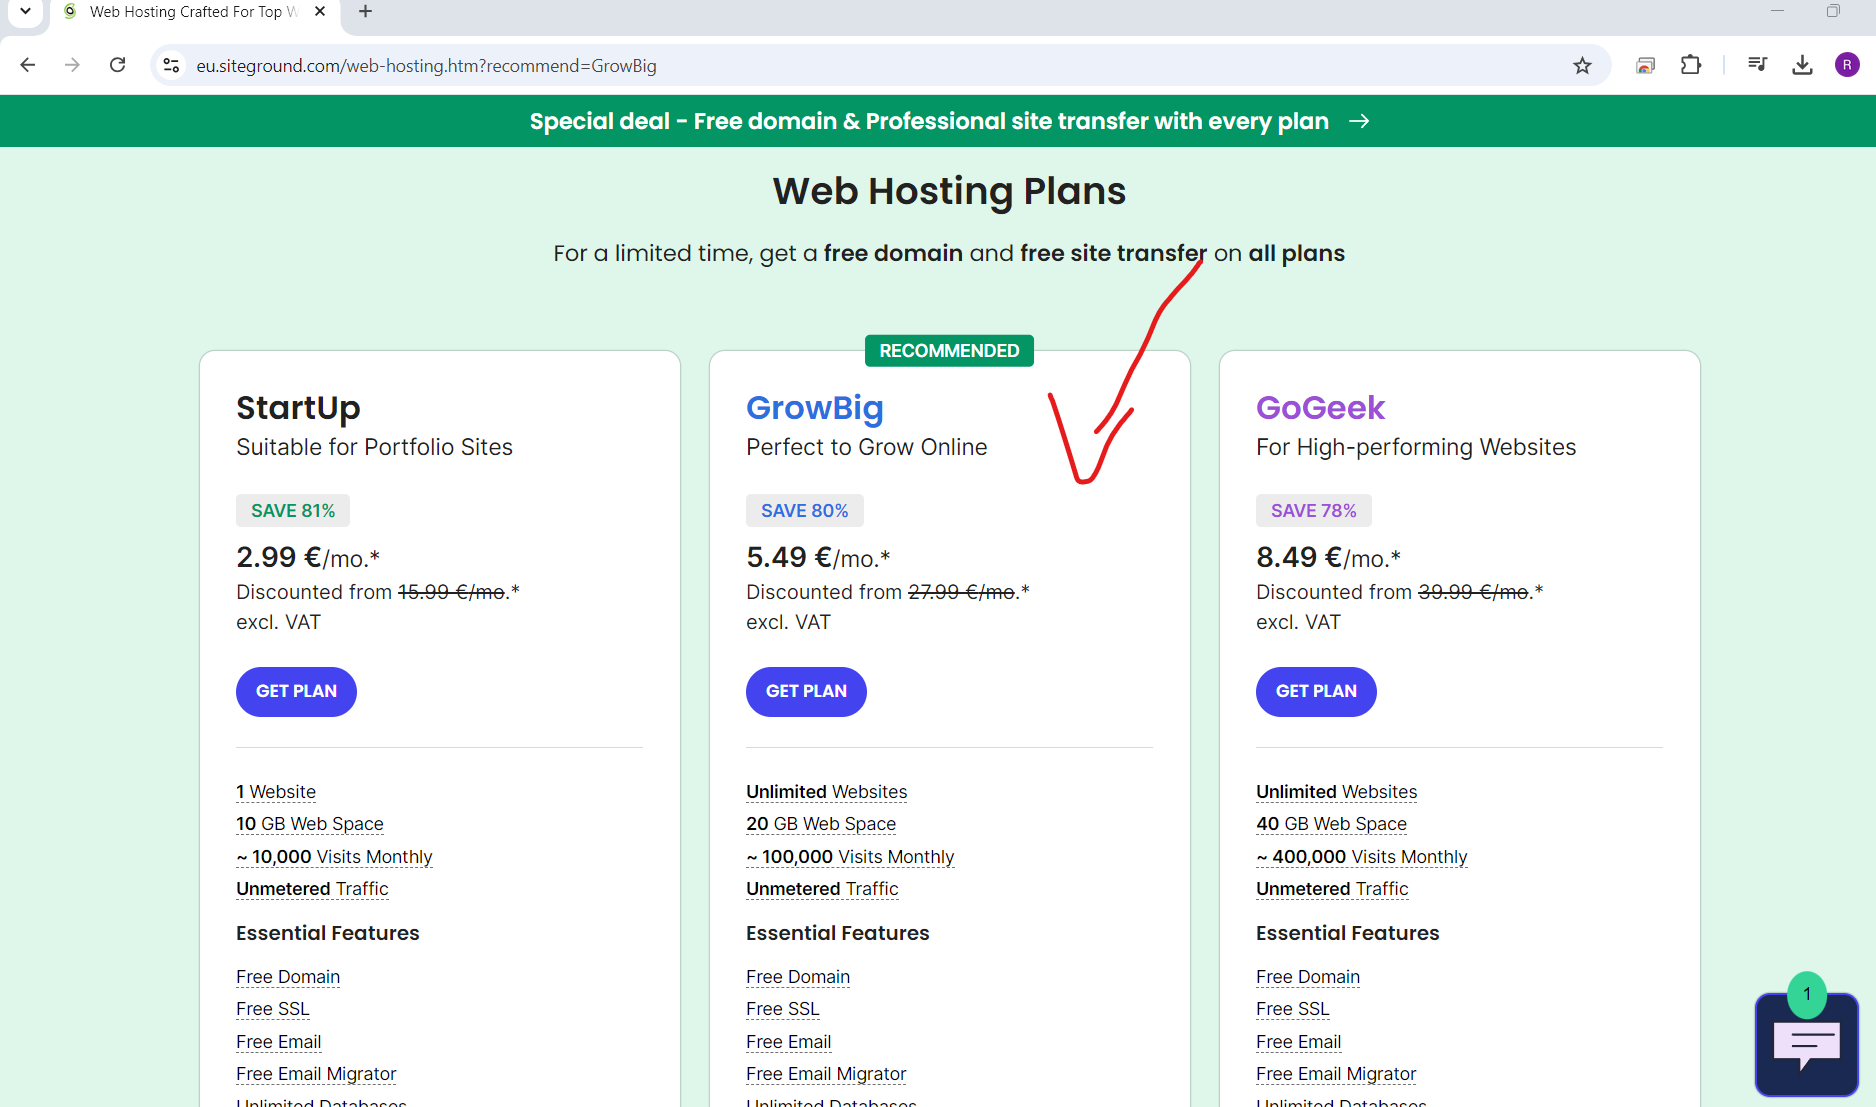 Web Hosting Crafted For Top W
eu.siteground.com/web-hosting.htm?recommend=GrowBig
R
Special deal - Free domain & Professional site transfer with every plan →
Web Hosting Plans
For a limited time, get a free domain and free site transfer on all plans
RECOMMENDED
StartUp
Suitable for Portfolio Sites
SAVE 81%
2.99 €/mo.*
Discounted from 15.99 €/mo.*
excl. VAT
GET PLAN
1 Website
10 GB Web Space
~ 10,000 Visits Monthly
Unmetered Traffic
Essential Features
Free Domain
Free SSL
Free Email
Free Email Migrator
Unlimited Databases
GrowBig
Perfect to Grow Online
SAVE 80%
5.49 €/mo.*
Discounted from 27.99 €/mo.*
excl. VAT
GET PLAN
Unlimited Websites
20 GB Web Space
~ 100,000 Visits Monthly
Unmetered Traffic
Essential Features
Free Domain
Free SSL
Free Email
Free Email Migrator
Unlimited Databases
GoGeek
For High-performing Websites
SAVE 78%
8.49 €/mo.*
Discounted from 39.99 €/mo.*
excl. VAT
GET PLAN
Unlimited Websites
40 GB Web Space
~ 400,000 Visits Monthly
Unmetered Traffic
Essential Features
Free Domain
Free SSL
Free Email
Free Email Migrator
Unlimited Databases
1